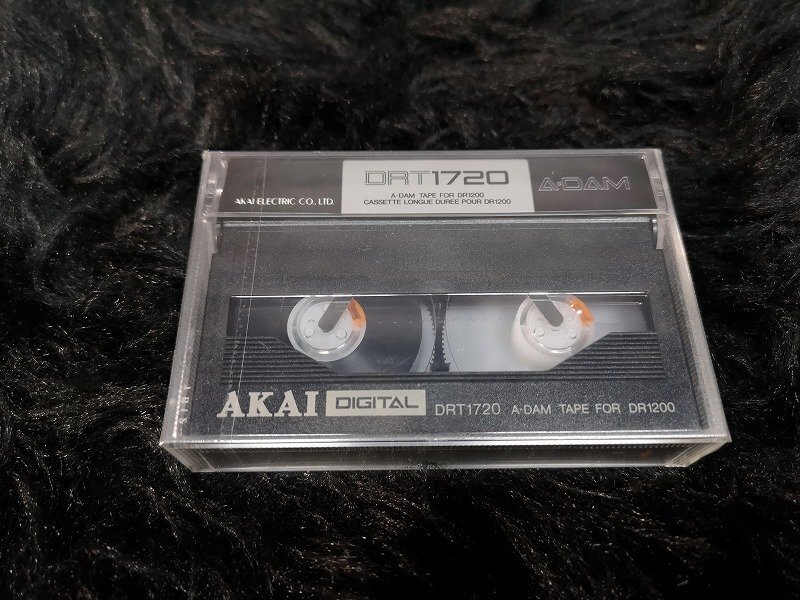 AKAI ELECTRIC CO., LTD.
DRT1720
A·DAM TAPE FOR DR1200
CASSETTE LONGUE DUREE POUR DR1200
A·DAM
AKAI DIGITAL DRT1720 A·DAM TAPE FOR DR1200